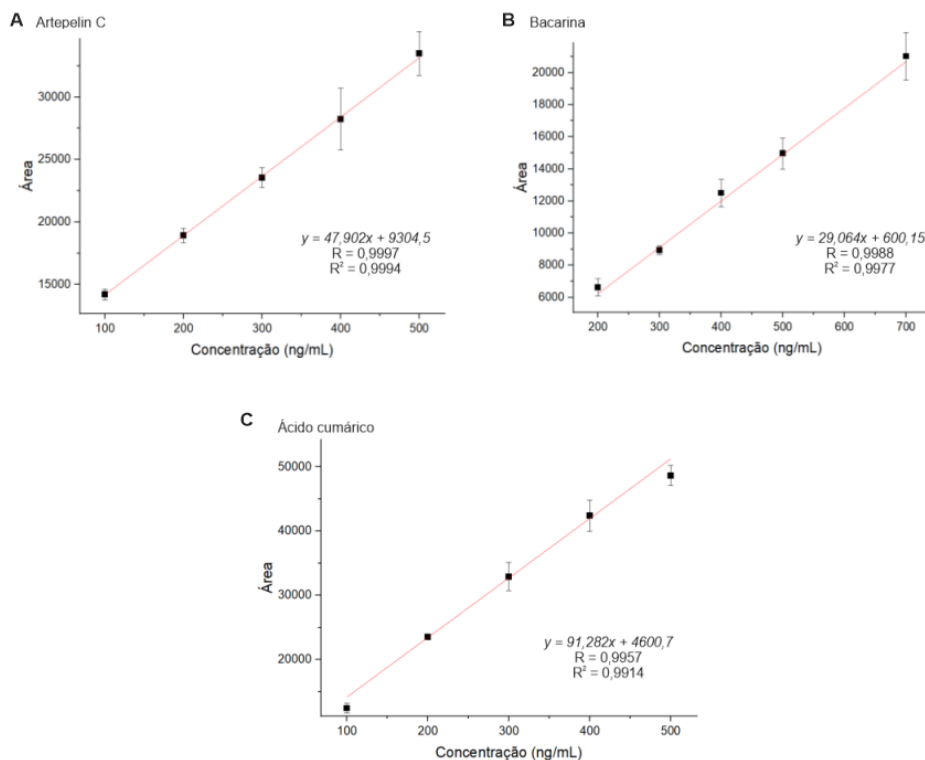 A Artepelin C
Área
30000
25000
20000
15000
y = 47,902x + 9304,5
R = 0,9997
R² = 0,9994
100 200 300 400 500
Concentração (ng/mL)
B Bacarina
Área
20000
18000
16000
14000
12000
10000
8000
6000
y = 29,064x + 600,15
R = 0,9988
R² = 0,9977
200 300 400 500 600 700
Concentração (ng/mL)
C Ácido cumárico
Área
50000
40000
30000
20000
y = 91,282x + 4600,7
R = 0,9957
R² = 0,9914
100 200 300 400 500
Concentração (ng/mL)